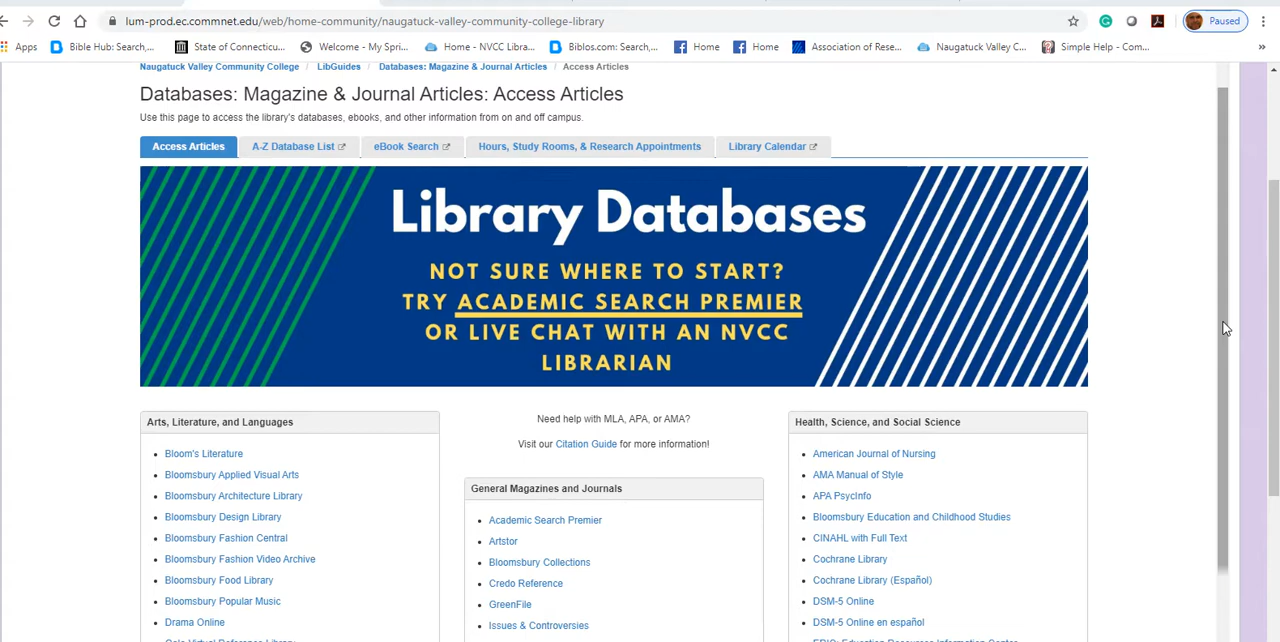 lum-prod.ec.commnet.edu/web/home-community/naugatuck-valley-community-college-library
Paused
Apps
Bible Hub: Search,...
State of Connecticu...
Welcome - My Spri...
Home - NVCC Libra...
Biblos.com: Search,...
Home
Home
Association of Rese...
Naugatuck Valley C...
Simple Help - Com...
»
Naugatuck Valley Community College / LibGuides / Databases: Magazine & Journal Articles / Access Articles
Databases: Magazine & Journal Articles: Access Articles
Use this page to access the library's databases, ebooks, and other information from on and off campus.
Access Articles
A-Z Database List
eBook Search
Hours, Study Rooms, & Research Appointments
Library Calendar
Library Databases
NOT SURE WHERE TO START?
TRY ACADEMIC SEARCH PREMIER
OR LIVE CHAT WITH AN NVCC
LIBRARIAN
Arts, Literature, and Languages
Bloom's Literature
Bloomsbury Applied Visual Arts
Bloomsbury Architecture Library
Bloomsbury Design Library
Bloomsbury Fashion Central
Bloomsbury Fashion Video Archive
Bloomsbury Food Library
Bloomsbury Popular Music
Drama Online
Need help with MLA, APA, or AMA?
Visit our Citation Guide for more information!
General Magazines and Journals
Academic Search Premier
Artstor
Bloomsbury Collections
Credo Reference
GreenFile
Issues & Controversies
Health, Science, and Social Science
American Journal of Nursing
AMA Manual of Style
APA PsycInfo
Bloomsbury Education and Childhood Studies
CINAHL with Full Text
Cochrane Library
Cochrane Library (Español)
DSM-5 Online
DSM-5 Online en español